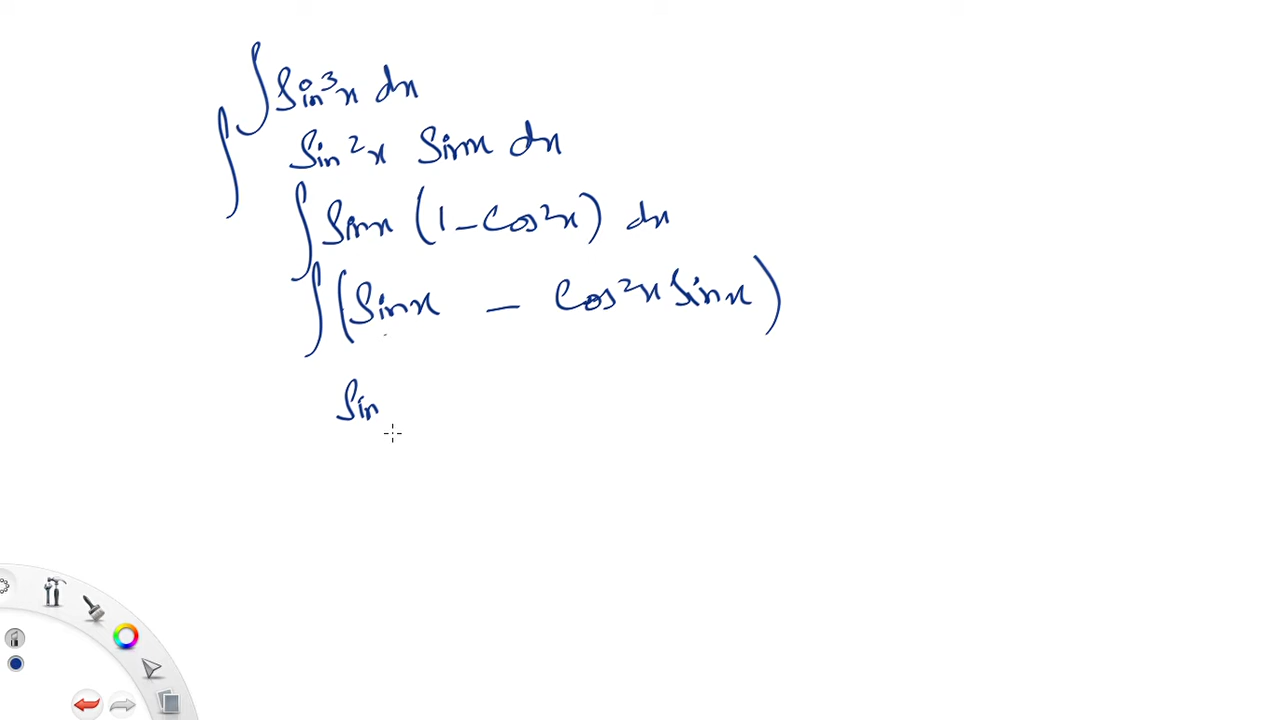 ∫ sin³x dx
∫ sin²x sinx dx
∫ sinx (1 - cos²x) dx
∫ (sinx - cos²x sinx)
sin